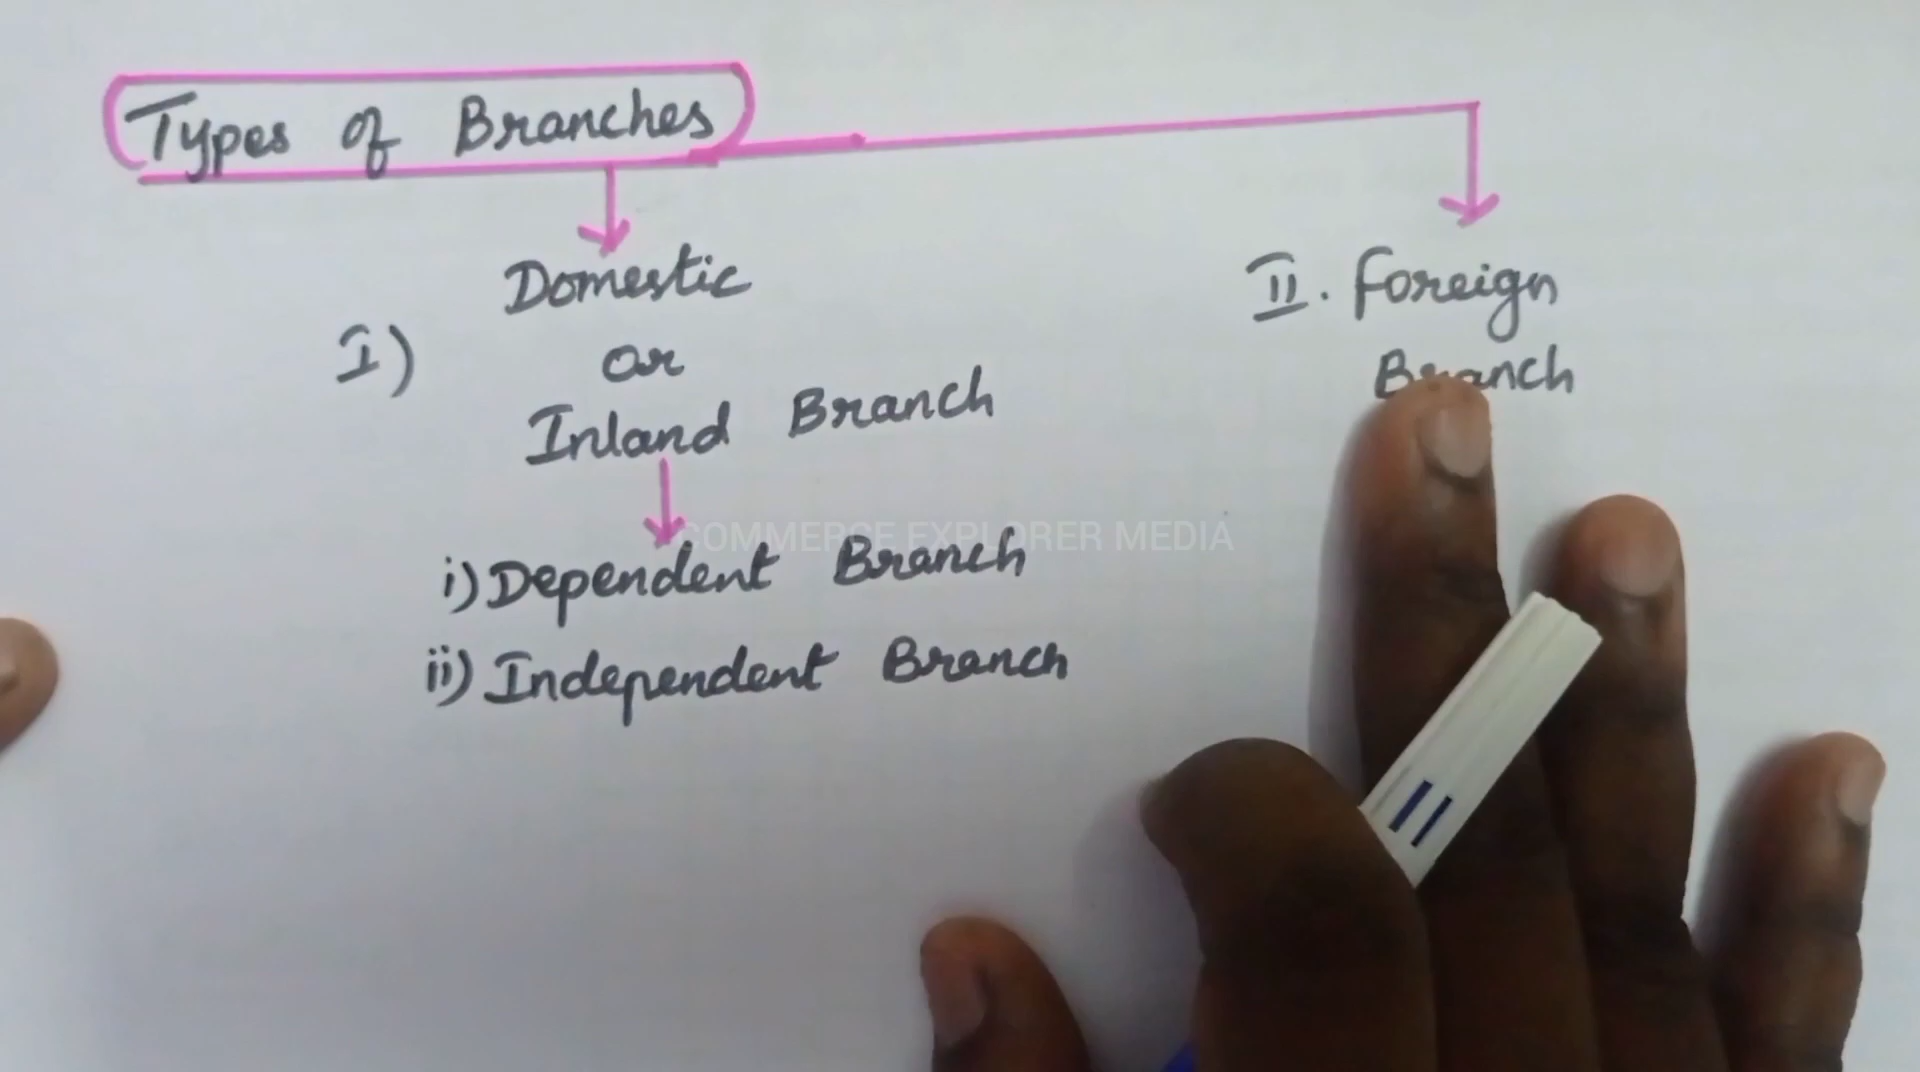 Types of Branches
I)
Domestic
or
Inland Branch
i) Dependent Branch
ii) Independent Branch
II. Foreign
Branch
COMMERCE EXPLORER MEDIA